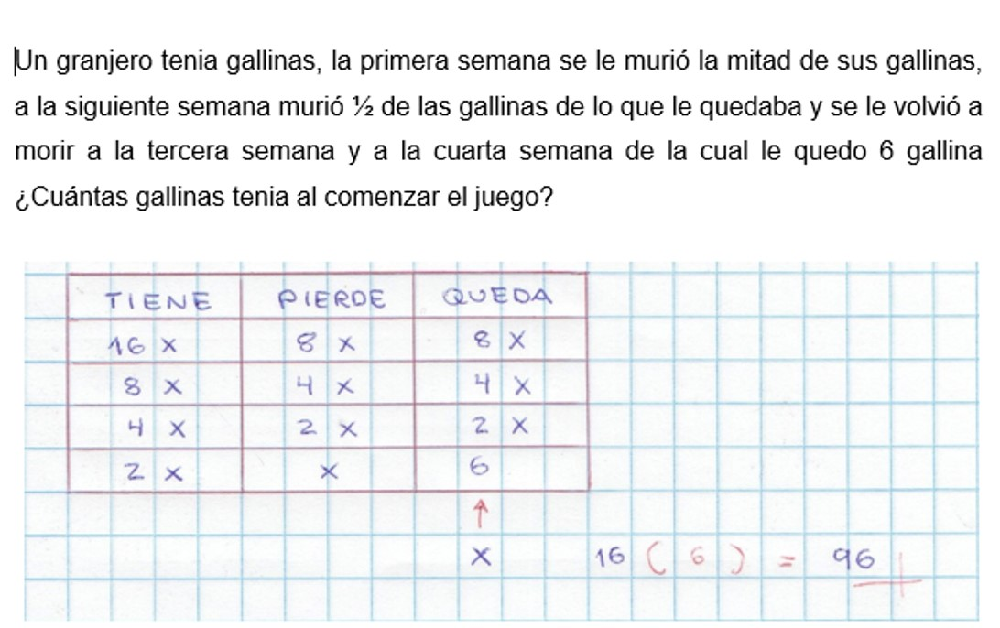 Un granjero tenia gallinas, la primera semana se le murió la mitad de sus gallinas,
a la siguiente semana murió ½ de las gallinas de lo que le quedaba y se le volvió a
morir a la tercera semana y a la cuarta semana de la cual le quedo 6 gallina
¿Cuántas gallinas tenia al comenzar el juego?
TIENE PIERDE QUEDA
16 X 8 X 8 X
8 X 4 X 4 X
4 X 2 X 2 X
2 X X 6
↑
X 16 ( 6 ) = 96